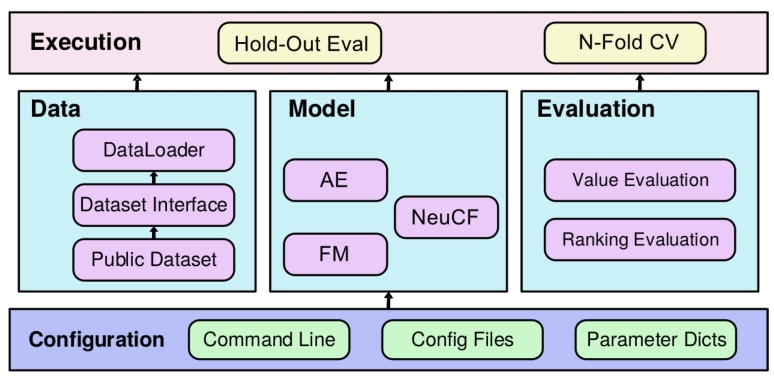 Execution
Hold-Out Eval
N-Fold CV
Data
DataLoader
Dataset Interface
Public Dataset
Model
AE
NeuCF
FM
Evaluation
Value Evaluation
Ranking Evaluation
Configuration
Command Line
Config Files
Parameter Dicts